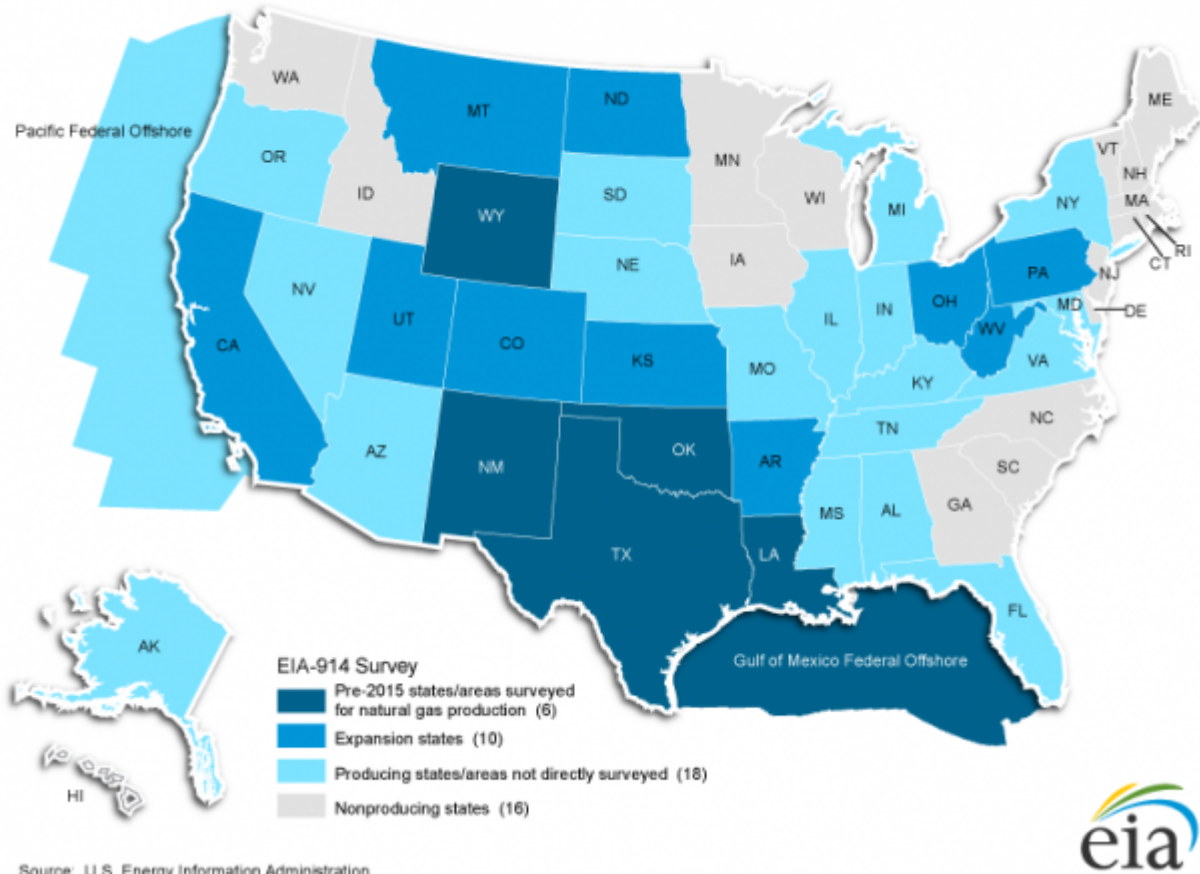 WA
MT
ND
MN
ME
Pacific Federal Offshore
OR
ID
WY
SD
WI
MI
NY
VT
NH
MA
RI
CT
NV
UT
CO
NE
IA
IL
IN
OH
PA
NJ
MD
DE
WV
VA
CA
KS
MO
KY
AZ
NM
OK
AR
TN
NC
SC
TX
LA
MS
AL
GA
FL
Gulf of Mexico Federal Offshore
AK
HI
EIA-914 Survey
Pre-2015 states/areas surveyed
for natural gas production (6)
Expansion states (10)
Producing states/areas not directly surveyed (18)
Nonproducing states (16)
eia
Source: U.S. Energy Information Administration